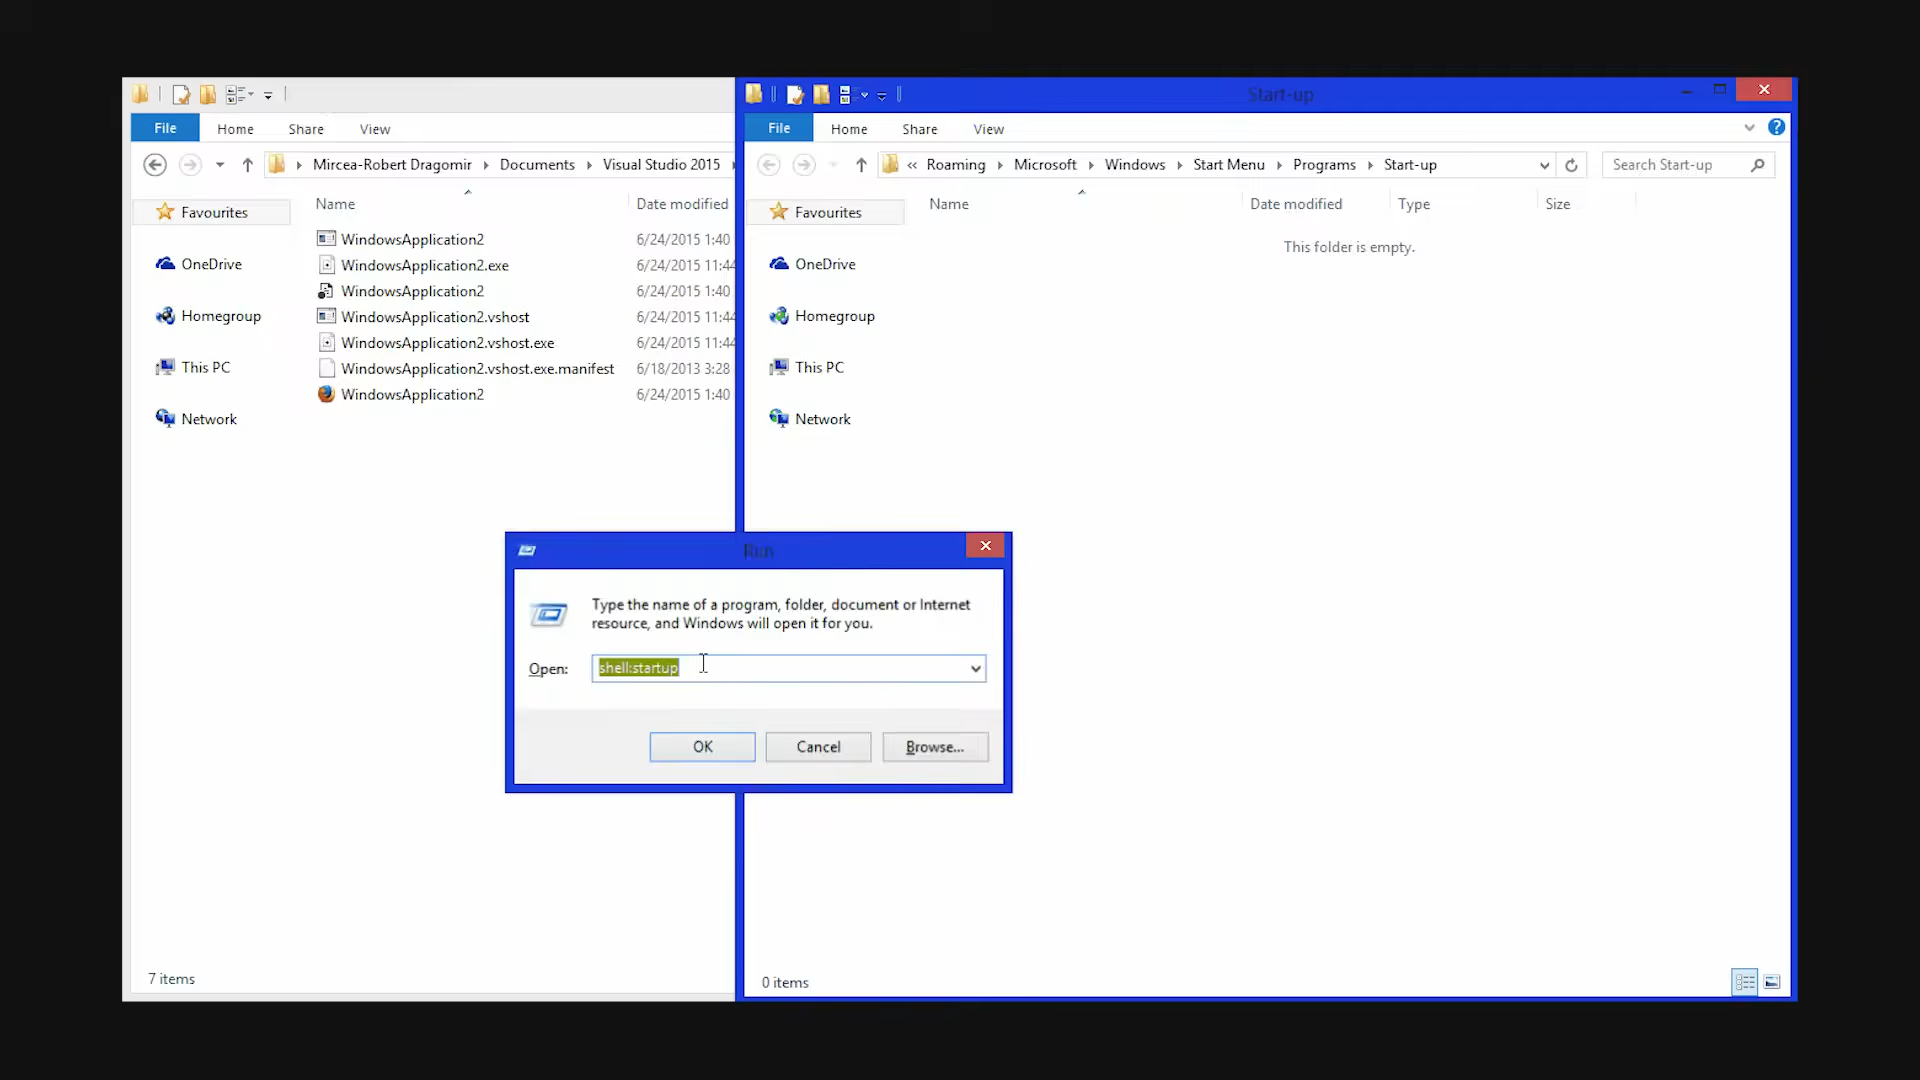 File Home Share View
Mircea-Robert Dragomir Documents Visual Studio 2015
Name Date modified
Favourites
OneDrive
Homegroup
This PC
Network
WindowsApplication2 6/24/2015 1:40
WindowsApplication2.exe 6/24/2015 11:44
WindowsApplication2 6/24/2015 1:40
WindowsApplication2.vshost 6/24/2015 11:44
WindowsApplication2.vshost.exe 6/24/2015 11:44
WindowsApplication2.vshost.exe.manifest 6/18/2013 3:28
WindowsApplication2 6/24/2015 1:40
7 items
Start-up
File Home Share View
« Roaming Microsoft Windows Start Menu Programs Start-up Search Start-up
Name Date modified Type Size
Favourites
OneDrive
Homegroup
This PC
Network
This folder is empty.
0 items
Run
Type the name of a program, folder, document or Internet
resource, and Windows will open it for you.
Open: shell:startup
OK Cancel Browse...